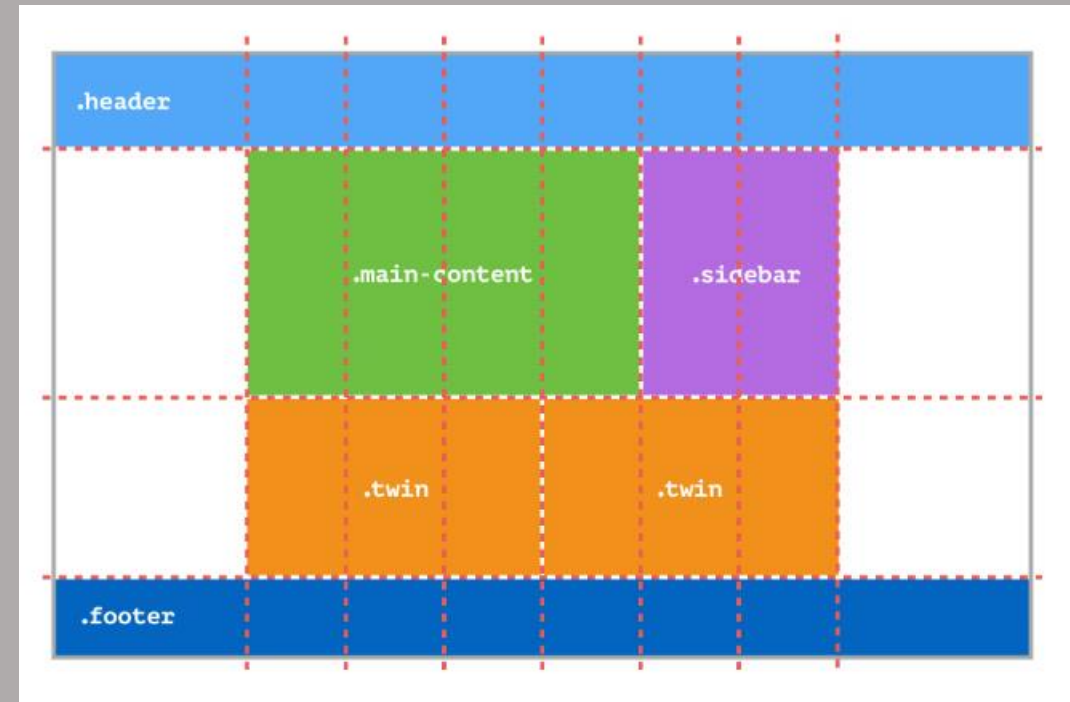 .header
.main-content
.sidebar
.twin
.twin
.footer